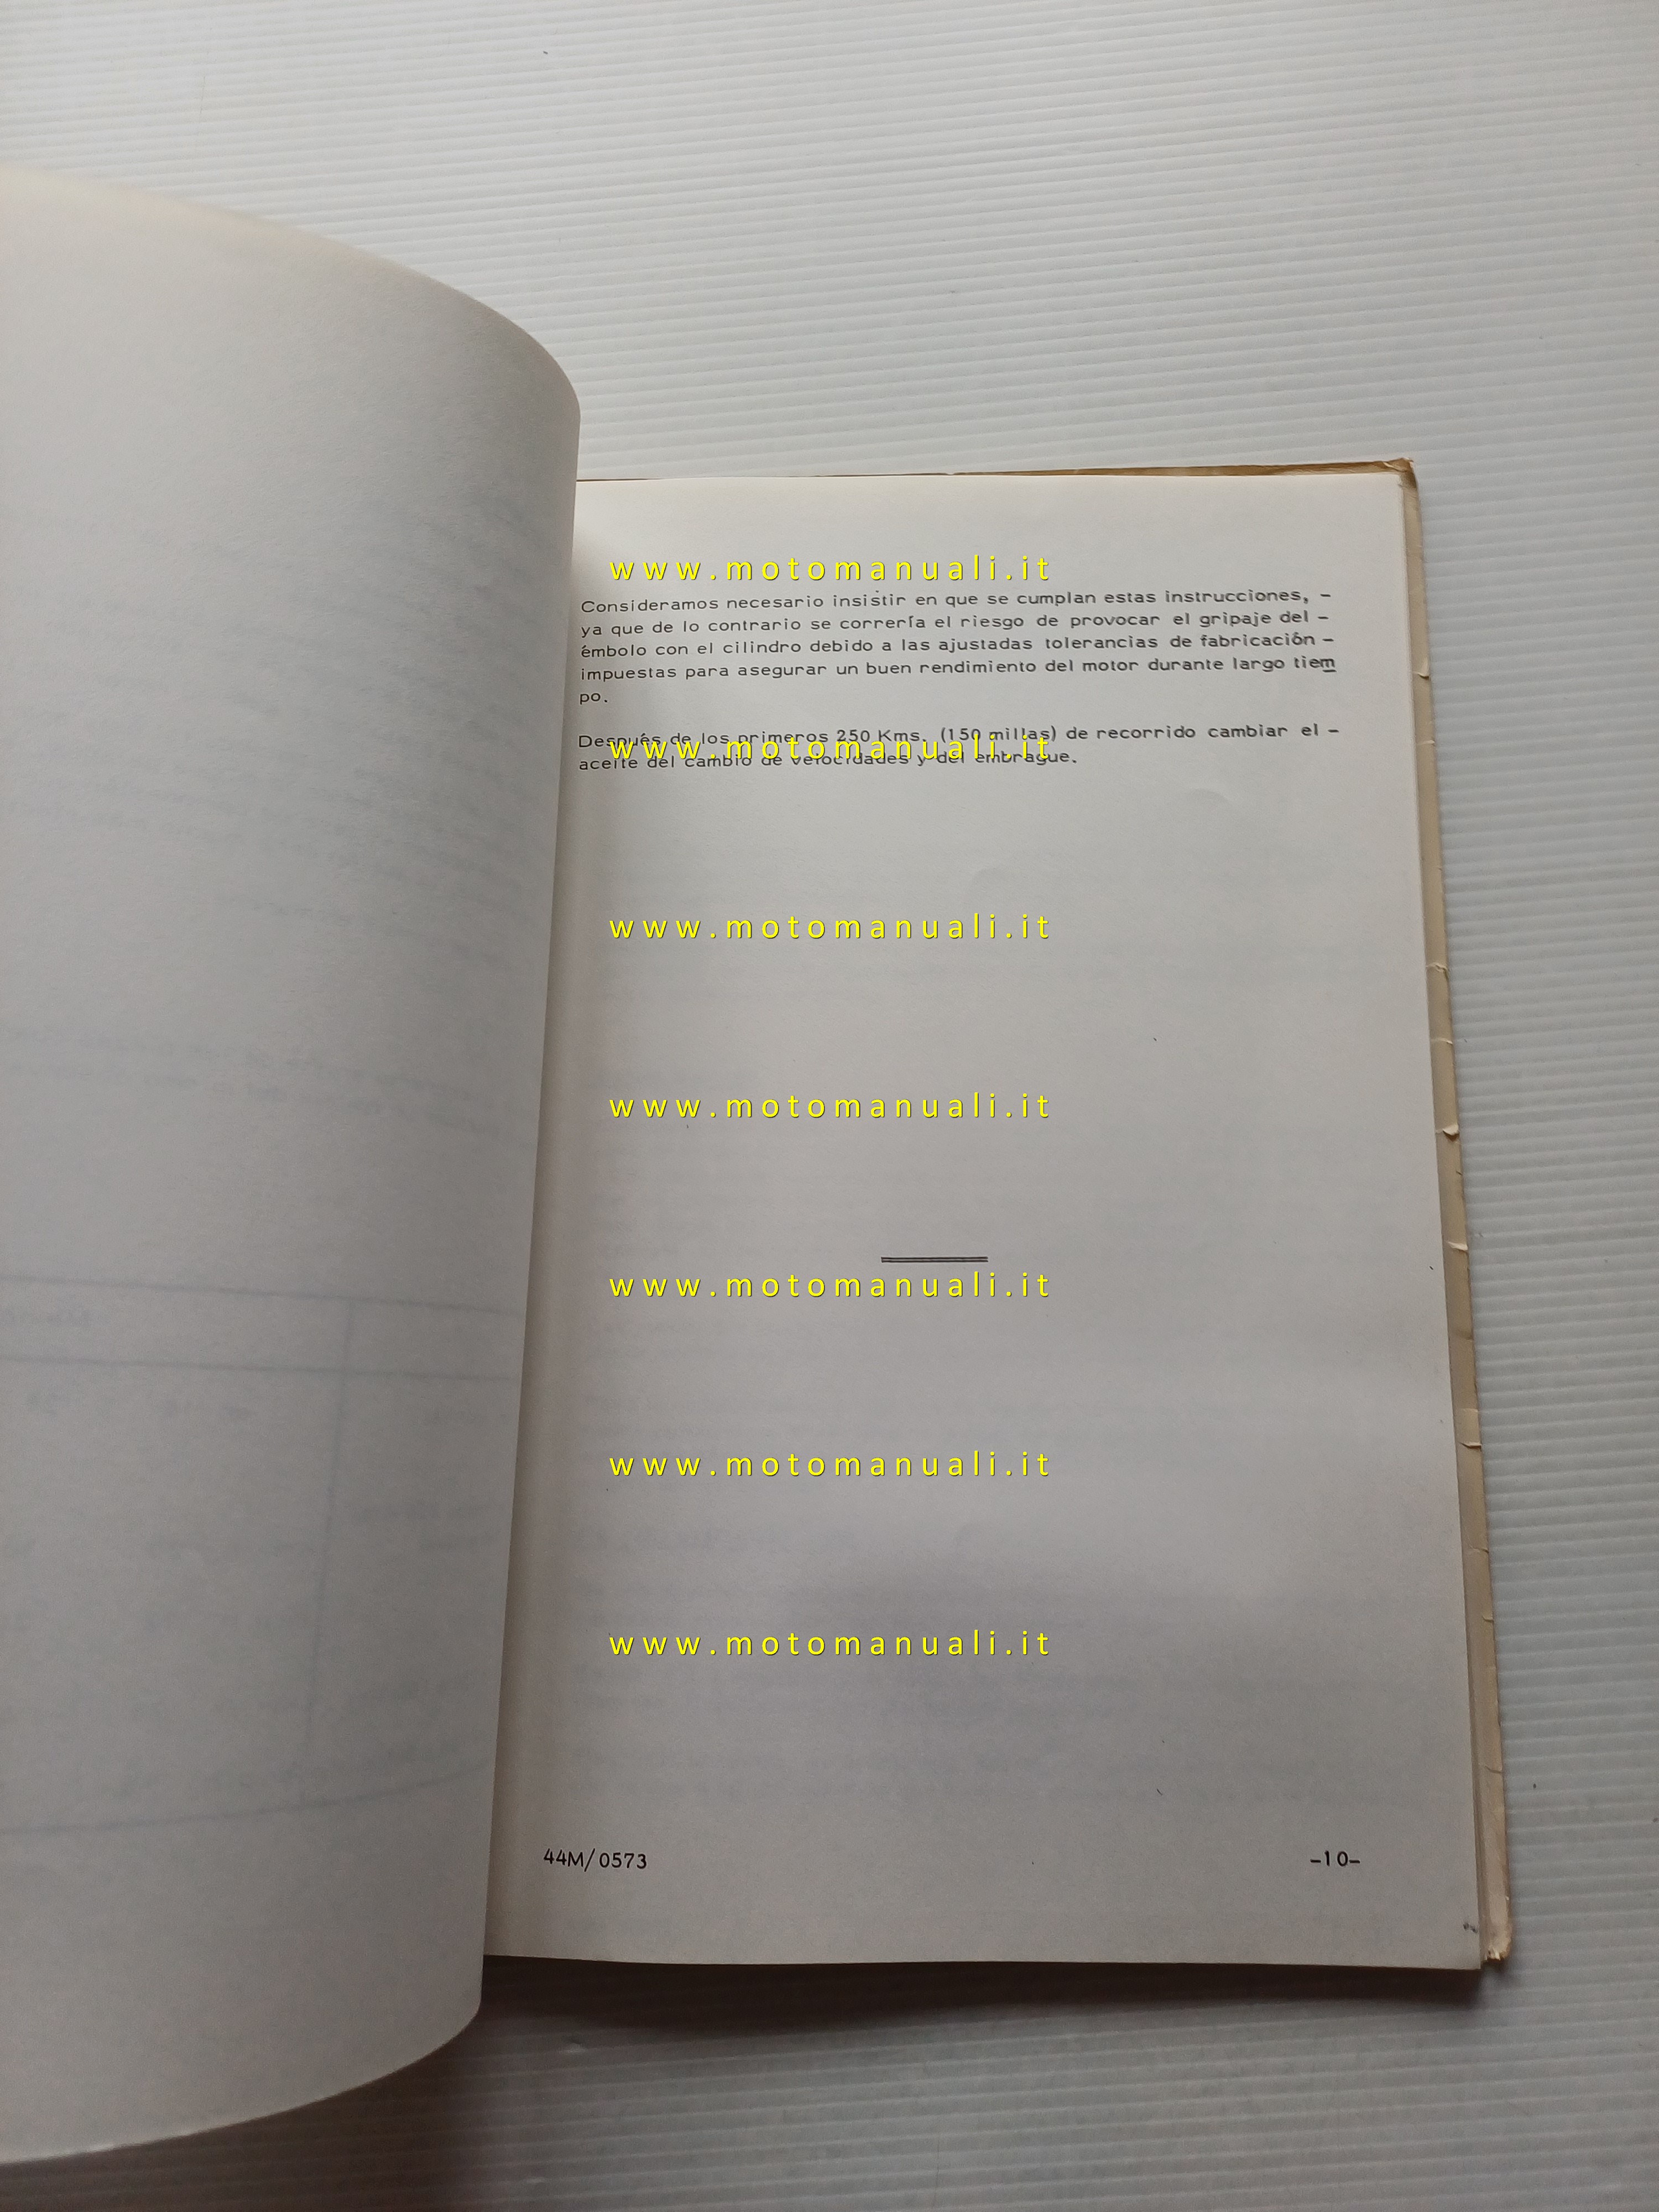 www.motomanuali.it
Consideramos necesario insistir en que se cumplan estas instrucciones, -
ya que de lo contrario se correría el riesgo de provocar el gripaje del -
émbolo con el cilindro debido a las ajustadas tolerancias de fabricación -
impuestas para asegurar un buen rendimiento del motor durante largo tiem
po.
Después de los primeros 250 Kms. (150 millas) de recorrido cambiar el -
www.motomanuali.it
aceite del cambio de velocidades y del embrague.
www.motomanuali.it
www.motomanuali.it
www.motomanuali.it
www.motomanuali.it
www.motomanuali.it
44M/0573
-10-